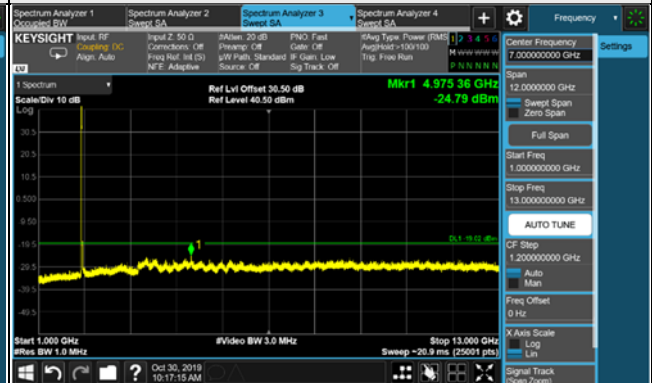 Spectrum Analyzer 1
Occupied BW
Spectrum Analyzer 2
Swept SA
Spectrum Analyzer 3
Swept SA
Spectrum Analyzer 4
Swept SA
+
Frequency
KEYSIGHT
Input: RF
Coupling: DC
Align: Auto
Input Z: 50 Ω
Corrections: Off
Freq Ref: Int (S)
NFE: Adaptive
#Atten: 20 dB
Preamp: Off
µW Path: Standard
Source: Off
PNO: Fast
Gate: Off
IF Gain: Low
Sig Track: Off
#Avg Type: Power (RMS)
Avg|Hold:>100/100
Trig: Free Run
1 2 3 4 5 6
M W W W W W
P N N N N N
LXI
1 Spectrum
Scale/Div 10 dB
Log
Ref Lvl Offset 30.50 dB
Ref Level 40.50 dBm
Mkr1 4.975 36 GHz
-24.79 dBm
30.5
20.5
10.5
0.500
-9.50
-19.5
-29.5
-39.5
-49.5
1
DL1 -19.02 dBm
Start 1.000 GHz
#Res BW 1.0 MHz
#Video BW 3.0 MHz
Stop 13.000 GHz
Sweep ~20.9 ms (25001 pts)
?
Oct 30, 2019
10:17:15 AM
Center Frequency
7.000000000 GHz
Span
12.0000000 GHz
Swept Span
Zero Span
Full Span
Start Freq
1.000000000 GHz
Stop Freq
13.000000000 GHz
AUTO TUNE
CF Step
1.200000000 GHz
Auto
Man
Freq Offset
0 Hz
X Axis Scale
Log
Lin
Signal Track
(Span Zoom)
Settings